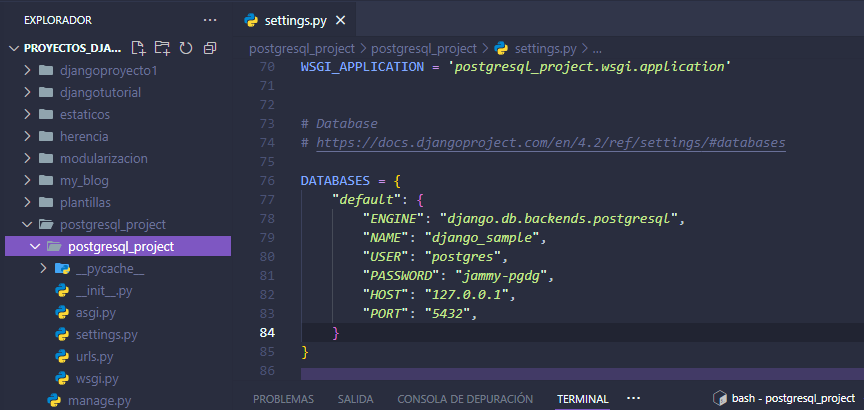 EXPLORADOR
PROYECTOS_DJA...
djangoproyecto1
djangotutorial
estaticos
herencia
modularizacion
my_blog
plantillas
postgresql_project
postgresql_project
__pycache__
__init__.py
asgi.py
settings.py
urls.py
wsgi.py
manage.py
settings.py
postgresql_project > postgresql_project > settings.py > ...
70 WSGI_APPLICATION = 'postgresql_project.wsgi.application'
71
72
73 # Database
74 # https://docs.djangoproject.com/en/4.2/ref/settings/#databases
75
76 DATABASES = {
77 "default": {
78 "ENGINE": "django.db.backends.postgresql",
79 "NAME": "django_sample",
80 "USER": "postgres",
81 "PASSWORD": "jammy-pgdg",
82 "HOST": "127.0.0.1",
83 "PORT": "5432",
84 }
85 }
86
PROBLEMAS SALIDA CONSOLA DE DEPURACIÓN TERMINAL ... bash - postgresql_project